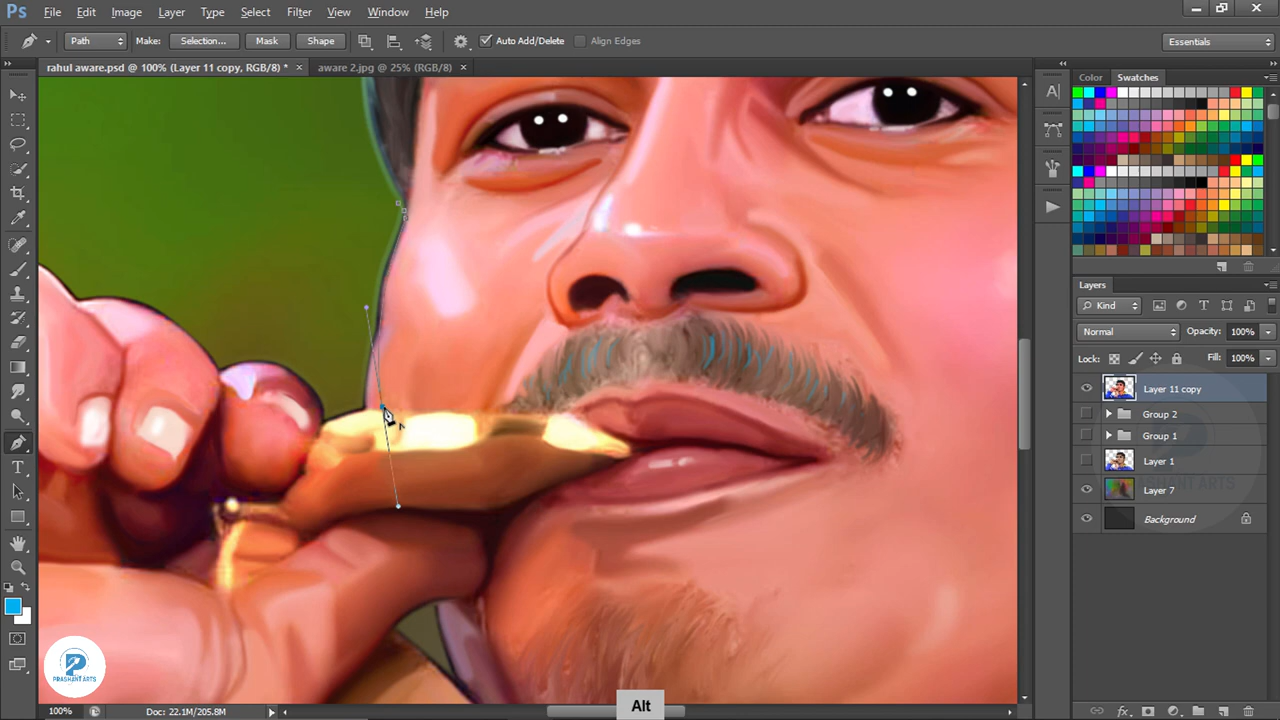 Ps File Edit Image Layer Type Select Filter View Window Help
Path Make: Selection... Mask Shape Auto Add/Delete Align Edges Essentials
rahul aware.psd @ 100% (Layer 11 copy, RGB/8) * × aware 2.jpg @ 25% (RGB/8) ×
Color Swatches
Layers
Kind
Normal Opacity: 100%
Lock: Fill: 100%
Layer 11 copy
Group 2
Group 1
Layer 1
Layer 7
Background
PRASHANT ARTS
PRASHANT ARTS
Alt
100% Doc: 22.1M/205.8M